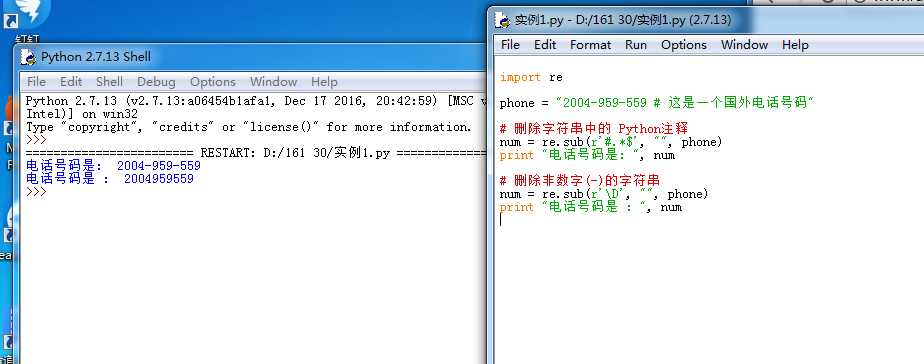 实例1.py - D:/161 30/实例1.py (2.7.13)
File Edit Format Run Options Window Help
import re
phone = "2004-959-559 # 这是一个国外电话号码"
# 删除字符串中的 Python注释
num = re.sub(r'#.*$', "", phone)
print "电话号码是: ", num
# 删除非数字(-)的字符串
num = re.sub(r'\D', "", phone)
print "电话号码是 : ", num
Python 2.7.13 Shell
File Edit Shell Debug Options Window Help
Python 2.7.13 (v2.7.13:a06454b1afa1, Dec 17 2016, 20:42:59) [MSC v
Intel)] on win32
Type "copyright", "credits" or "license()" for more information.
>>>
======================== RESTART: D:/161 30/实例1.py =============
电话号码是: 2004-959-559
电话号码是 : 2004959559
>>>